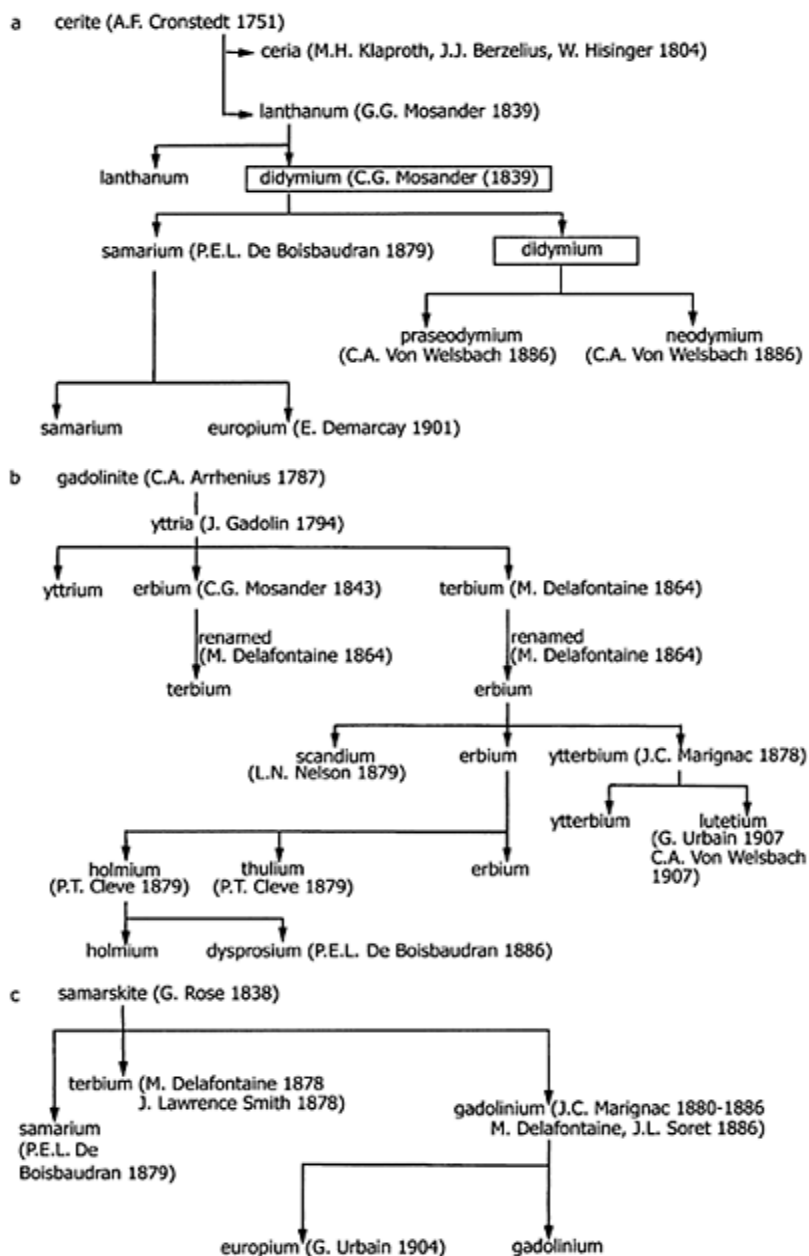 a cerite (A.F. Cronstedt 1751)
ceria (M.H. Klaproth, J.J. Berzelius, W. Hisinger 1804)
lanthanum (G.G. Mosander 1839)
lanthanum didymium (C.G. Mosander (1839)
samarium (P.E.L. De Boisbaudran 1879) didymium
praseodymium neodymium
(C.A. Von Welsbach 1886) (C.A. Von Welsbach 1886)
samarium europium (E. Demarcay 1901)
b gadolinite (C.A. Arrhenius 1787)
yttria (J. Gadolin 1794)
yttrium erbium (C.G. Mosander 1843) terbium (M. Delafontaine 1864)
renamed renamed
(M. Delafontaine 1864) (M. Delafontaine 1864)
terbium erbium
scandium erbium ytterbium (J.C. Marignac 1878)
(L.N. Nelson 1879)
ytterbium lutetium
(G. Urbain 1907
C.A. Von Welsbach
1907)
holmium thulium erbium
(P.T. Cleve 1879) (P.T. Cleve 1879)
holmium dysprosium (P.E.L. De Boisbaudran 1886)
c samarskite (G. Rose 1838)
terbium (M. Delafontaine 1878
J. Lawrence Smith 1878)
gadolinium (J.C. Marignac 1880-1886
M. Delafontaine, J.L. Soret 1886)
samarium
(P.E.L. De
Boisbaudran 1879)
europium (G. Urbain 1904) gadolinium